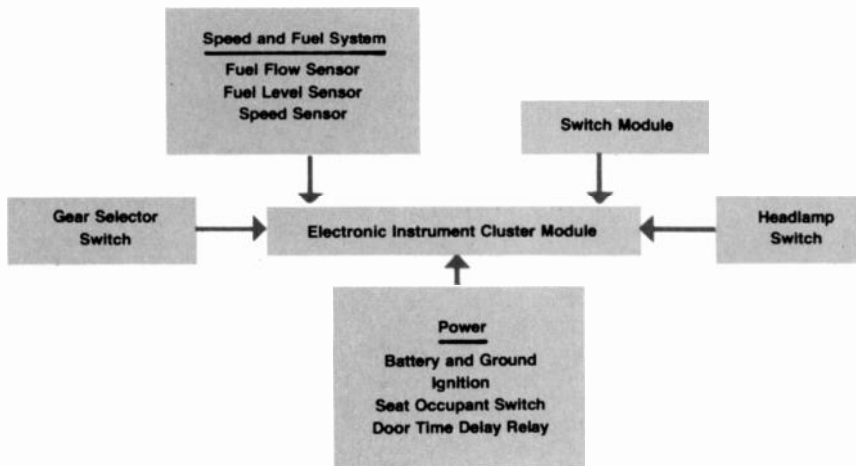 Speed and Fuel System
Fuel Flow Sensor
Fuel Level Sensor
Speed Sensor
Switch Module
Gear Selector
Switch
Electronic Instrument Cluster Module
Headlamp
Switch
Power
Battery and Ground
Ignition
Seat Occupant Switch
Door Time Delay Relay